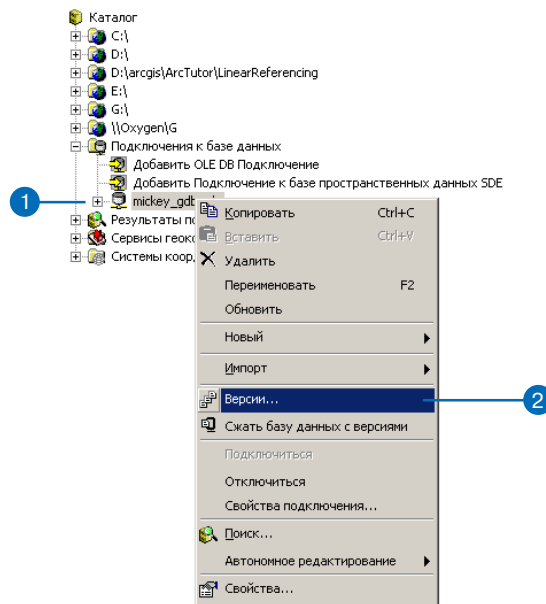 Каталог
C:\
D:\
D:\arcgis\ArcTutor\LinearReferencing
E:\
G:\
\\Oxygen\G
Подключения к базе данных
Добавить OLE DB Подключение
Добавить Подключение к базе пространственных данных SDE
1
mickey_gdb
Результаты по
Сервисы геок
Системы коор
Копировать Ctrl+C
Вставить Ctrl+V
Удалить
Переименовать F2
Обновить
Новый
Импорт
Версии... 2
Сжать базу данных с версиями
Подключиться
Отключиться
Свойства подключения...
Поиск...
Автономное редактирование
Свойства...